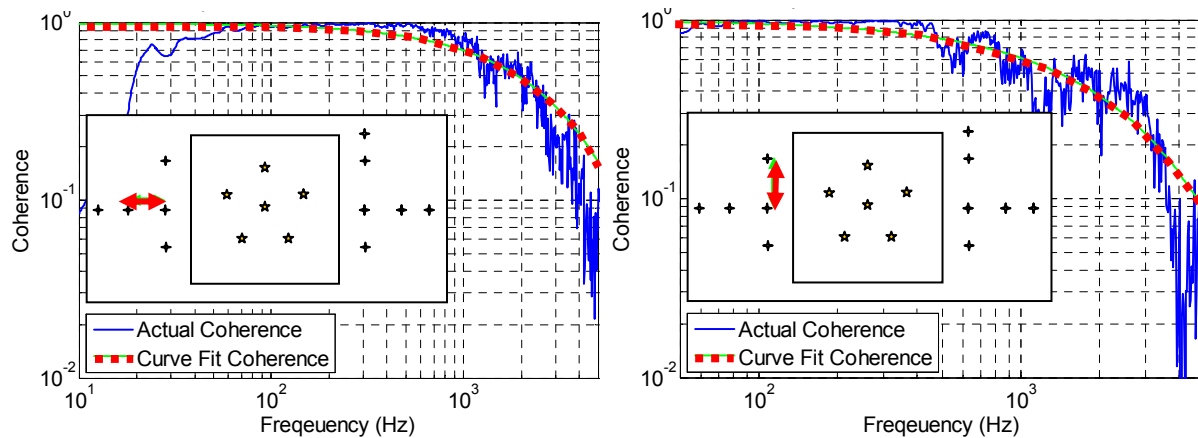 10^0
10^-1
10^-2
Coherence
Actual Coherence
Curve Fit Coherence
10^1
10^2
10^3
Freqeuency (Hz)
10^0
10^-1
10^-2
Coherence
Actual Coherence
Curve Fit Coherence
10^2
10^3
Freqeuency (Hz)